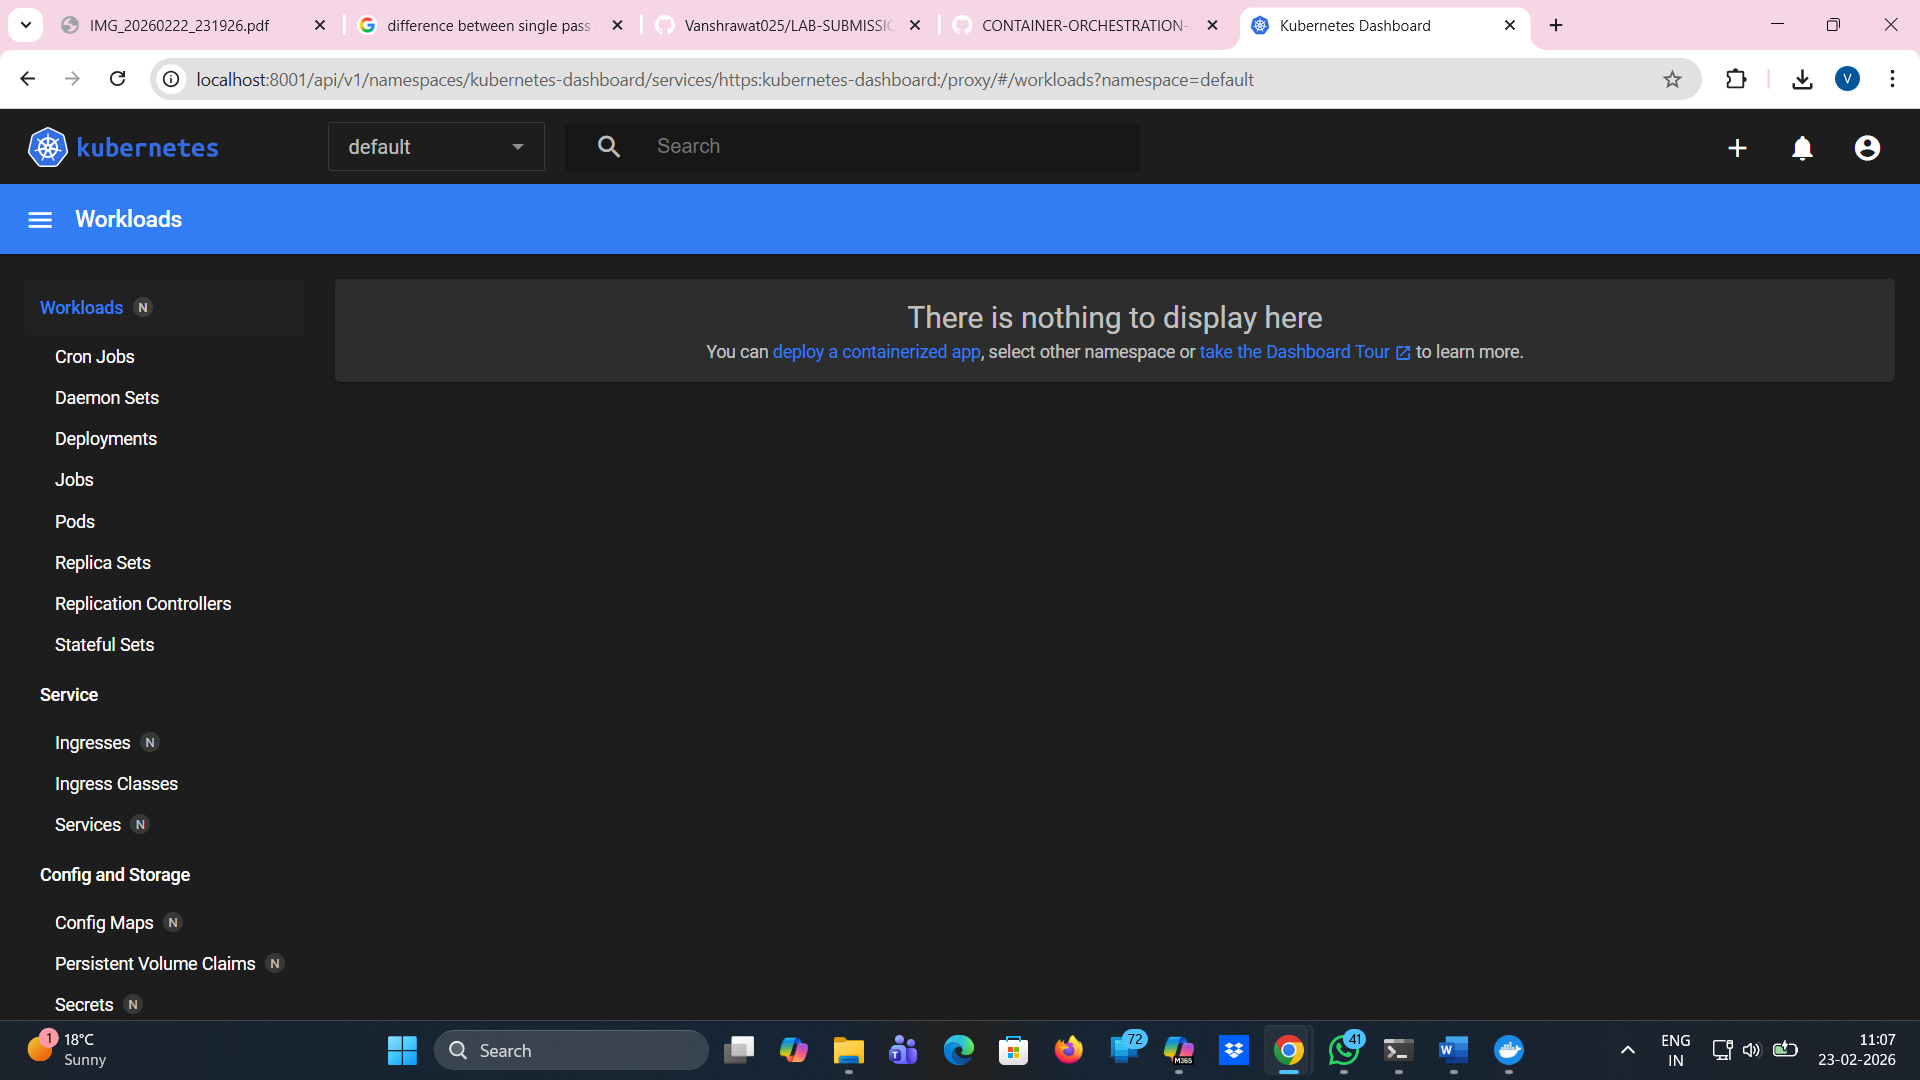 IMG_20260222_231926.pdf
difference between single pass
Vanshrawat025/LAB-SUBMISSIO
CONTAINER-ORCHESTRATION-
Kubernetes Dashboard
localhost:8001/api/v1/namespaces/kubernetes-dashboard/services/https:kubernetes-dashboard:/proxy/#/workloads?namespace=default
V
kubernetes
default
Search
Workloads
Workloads N
Cron Jobs
Daemon Sets
Deployments
Jobs
Pods
Replica Sets
Replication Controllers
Stateful Sets
Service
Ingresses N
Ingress Classes
Services N
Config and Storage
Config Maps N
Persistent Volume Claims N
Secrets N
There is nothing to display here
You can deploy a containerized app, select other namespace or take the Dashboard Tour to learn more.
1
18°C
Sunny
Search
T
72
M365
41
W
ENG
IN
11:07
23-02-2026